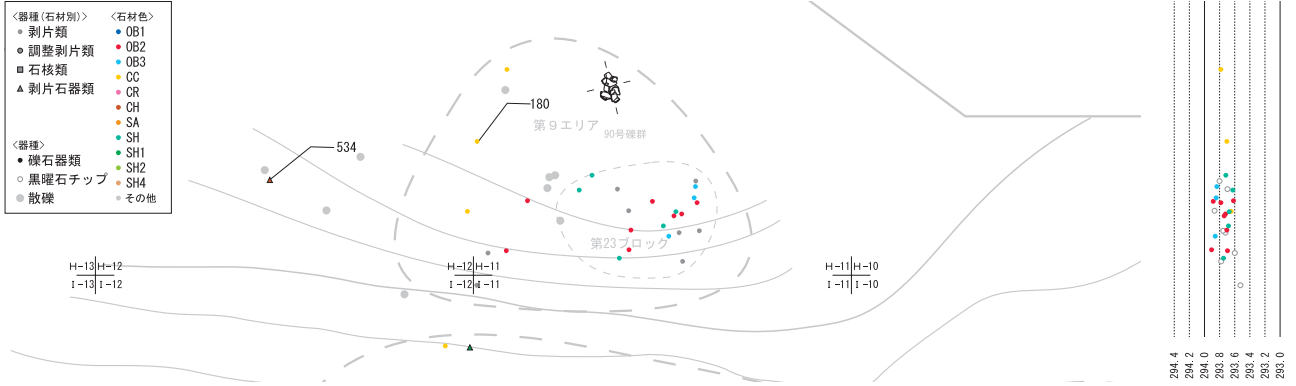 〈器種(石材別)〉
剥片類
調整剥片類
石核類
剥片石器類
〈器種〉
礫石器類
黒曜石チップ
散礫
〈石材色〉
OB1
OB2
OB3
CC
CR
CH
SA
SH
SH1
SH2
SH4
その他
180
第9エリア
90号礫群
534
第23ブロック
H-13 H-12
I-13 I-12
H-12 H-11
I-12 I-11
H-11 H-10
I-11 I-10
294.4
294.2
294.0
293.8
293.6
293.4
293.2
293.0